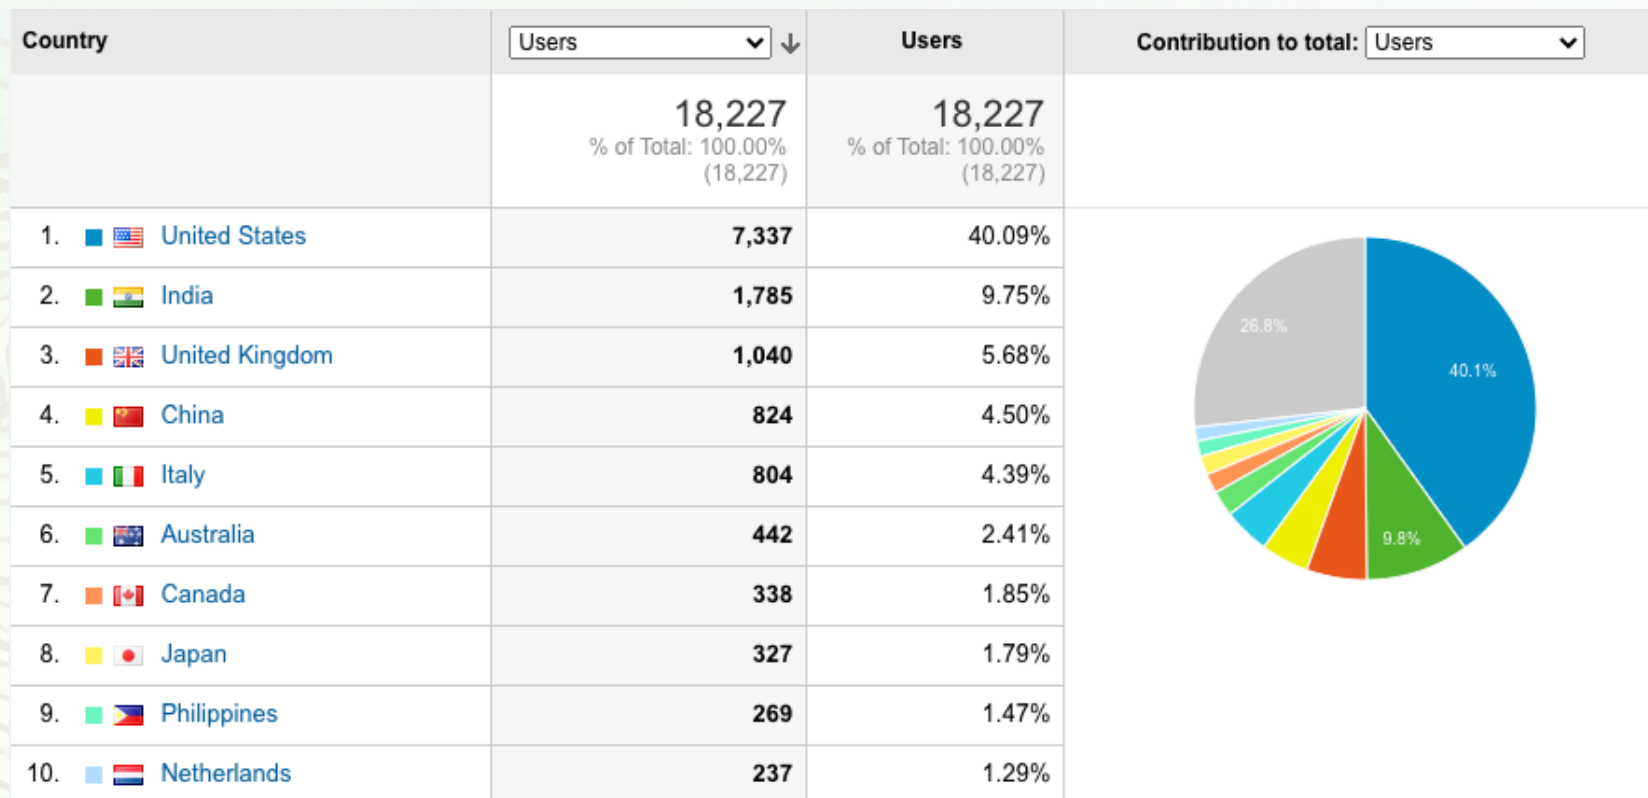 Country Users Users Contribution to total: Users
18,227 18,227
% of Total: 100.00% % of Total: 100.00%
(18,227) (18,227)
1. United States 7,337 40.09%
2. India 1,785 9.75%
3. United Kingdom 1,040 5.68%
4. China 824 4.50%
5. Italy 804 4.39%
6. Australia 442 2.41%
7. Canada 338 1.85%
8. Japan 327 1.79%
9. Philippines 269 1.47%
10. Netherlands 237 1.29%
26.8%
40.1%
9.8%